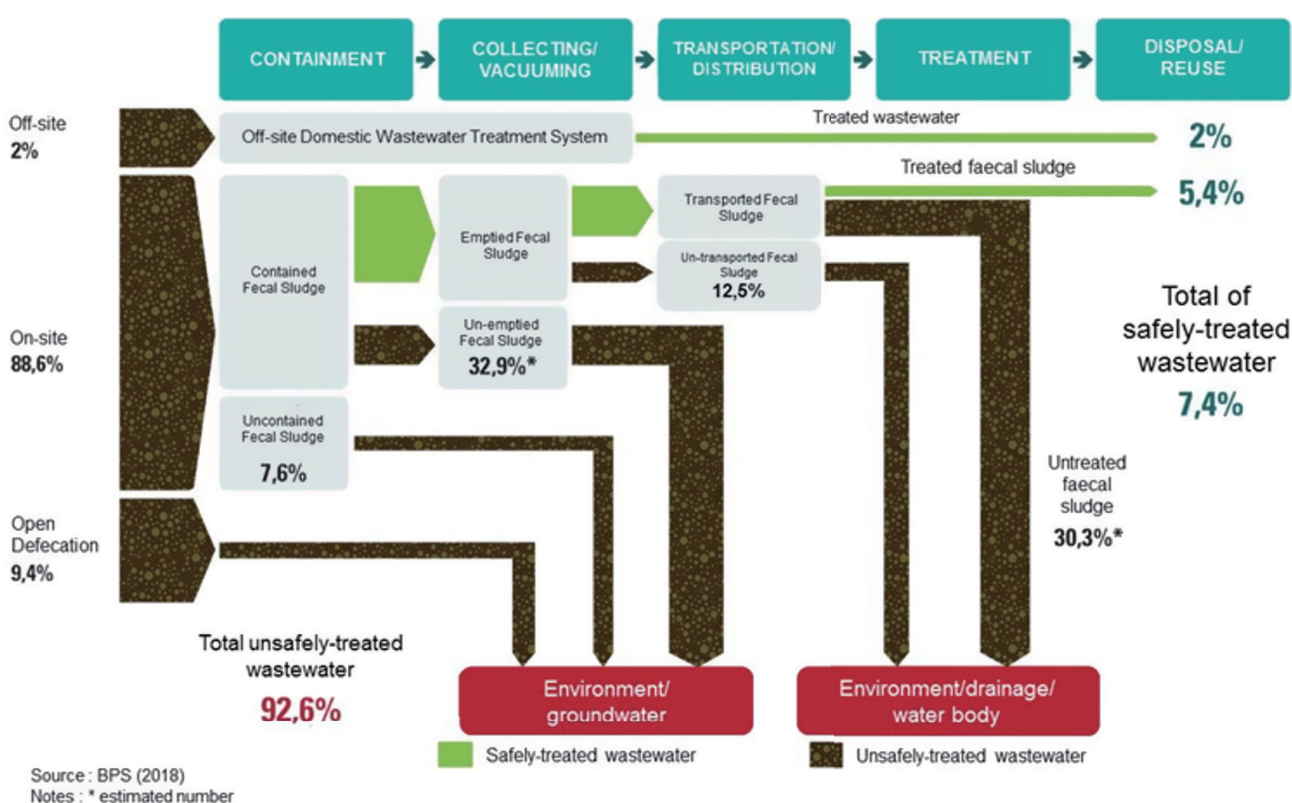 CONTAINMENT
COLLECTING/
VACUUMING
TRANSPORTATION/
DISTRIBUTION
TREATMENT
DISPOSAL/
REUSE
Off-site
2%
Off-site Domestic Wastewater Treatment System
Treated wastewater
2%
Treated faecal sludge
5,4%
On-site
88,6%
Contained
Fecal Sludge
Emptied Fecal
Sludge
Transported Fecal
Sludge
Un-transported Fecal
Sludge
12,5%
Un-emptied
Fecal Sludge
32,9%*
Uncontained
Fecal Sludge
7,6%
Total of
safely-treated
wastewater
7,4%
Untreated
faecal
sludge
30,3%*
Open
Defecation
9,4%
Total unsafely-treated
wastewater
92,6%
Environment/
groundwater
Environment/drainage/
water body
Safely-treated wastewater
Unsafely-treated wastewater
Source : BPS (2018)
Notes : * estimated number